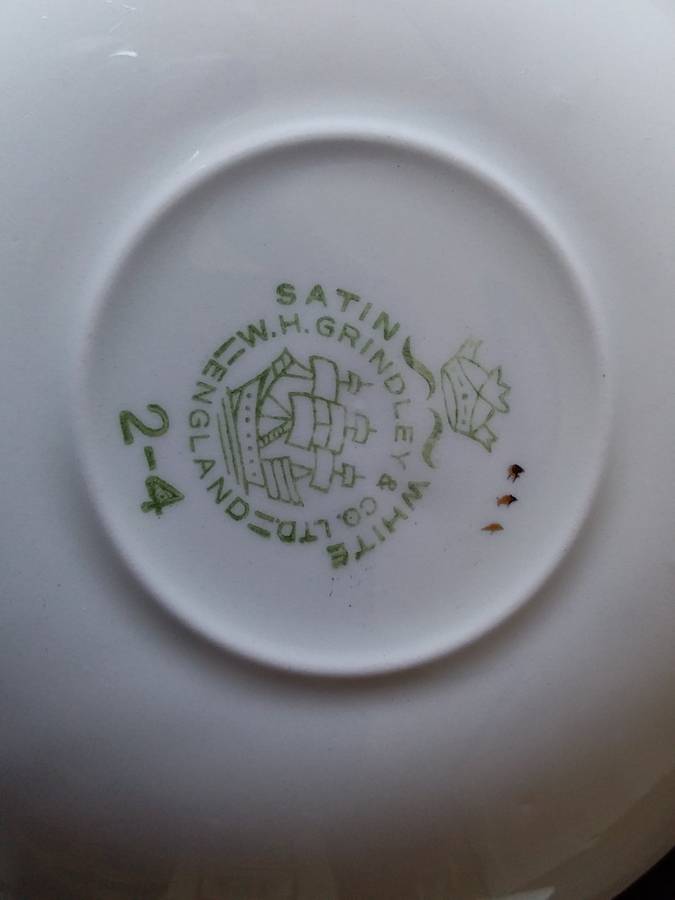 SATIN WHITE
W.H. GRINDLEY & CO. LTD.
ENGLAND
2-4